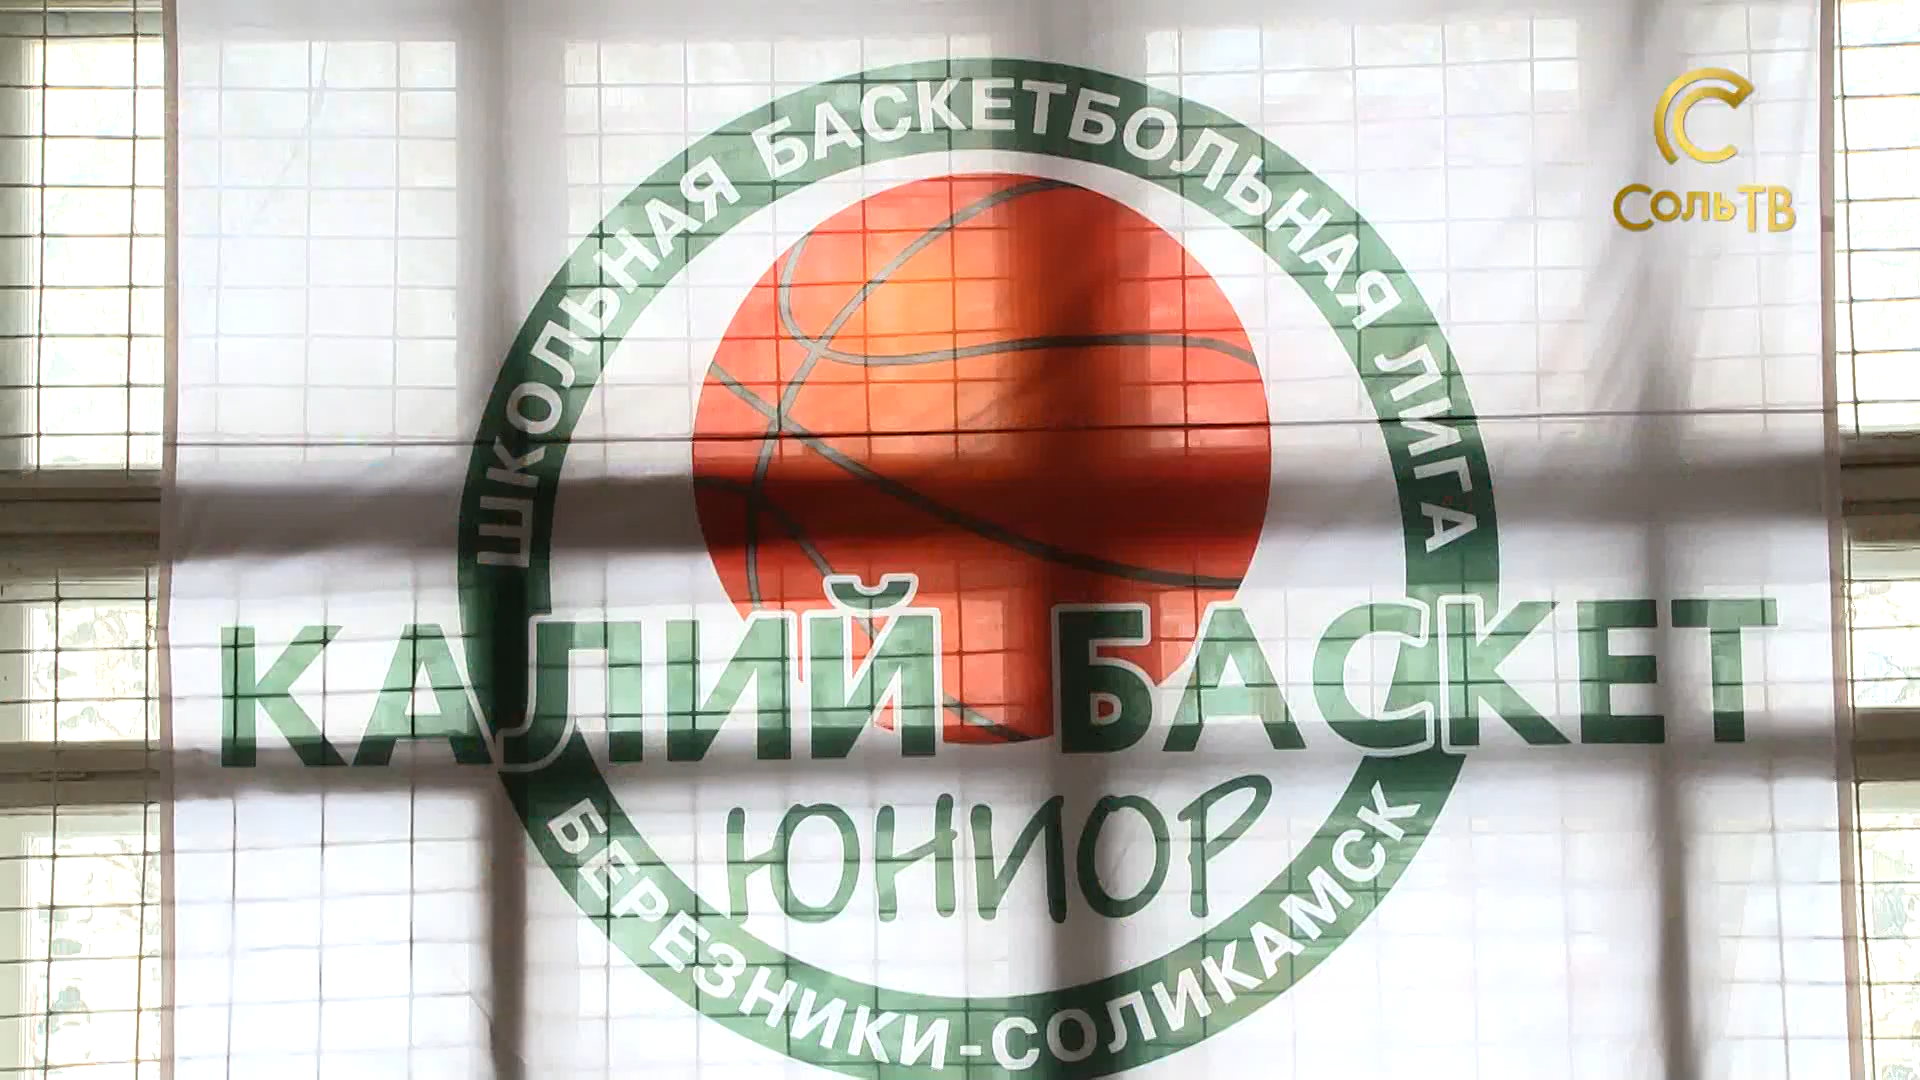 ШКОЛЬНАЯ БАСКЕТБОЛЬНАЯ ЛИГА
СОЛЬТВ
КАЛИЙ БАСКЕТ
ЮНИОР
БЕРЕЗНИКИ-СОЛИКАМСК